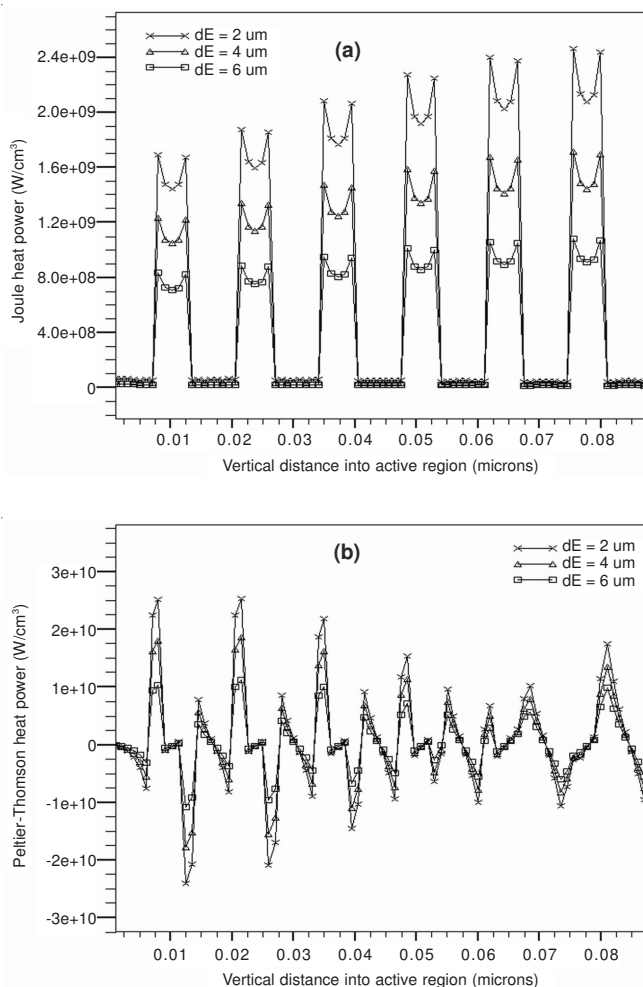 (a)
dE = 2 um
dE = 4 um
dE = 6 um
Joule heat power (W/cm³)
2.4e+09
2.0e+09
1.6e+09
1.2e+09
8.0e+08
4.0e+08
0
0.01 0.02 0.03 0.04 0.05 0.06 0.07 0.08
Vertical distance into active region (microns)
(b)
dE = 2 um
dE = 4 um
dE = 6 um
Peltier-Thomson heat power (W/cm³)
3e+10
2e+10
1e+10
0
-1e+10
-2e+10
-3e+10
0.01 0.02 0.03 0.04 0.05 0.06 0.07 0.08
Vertical distance into active region (microns)